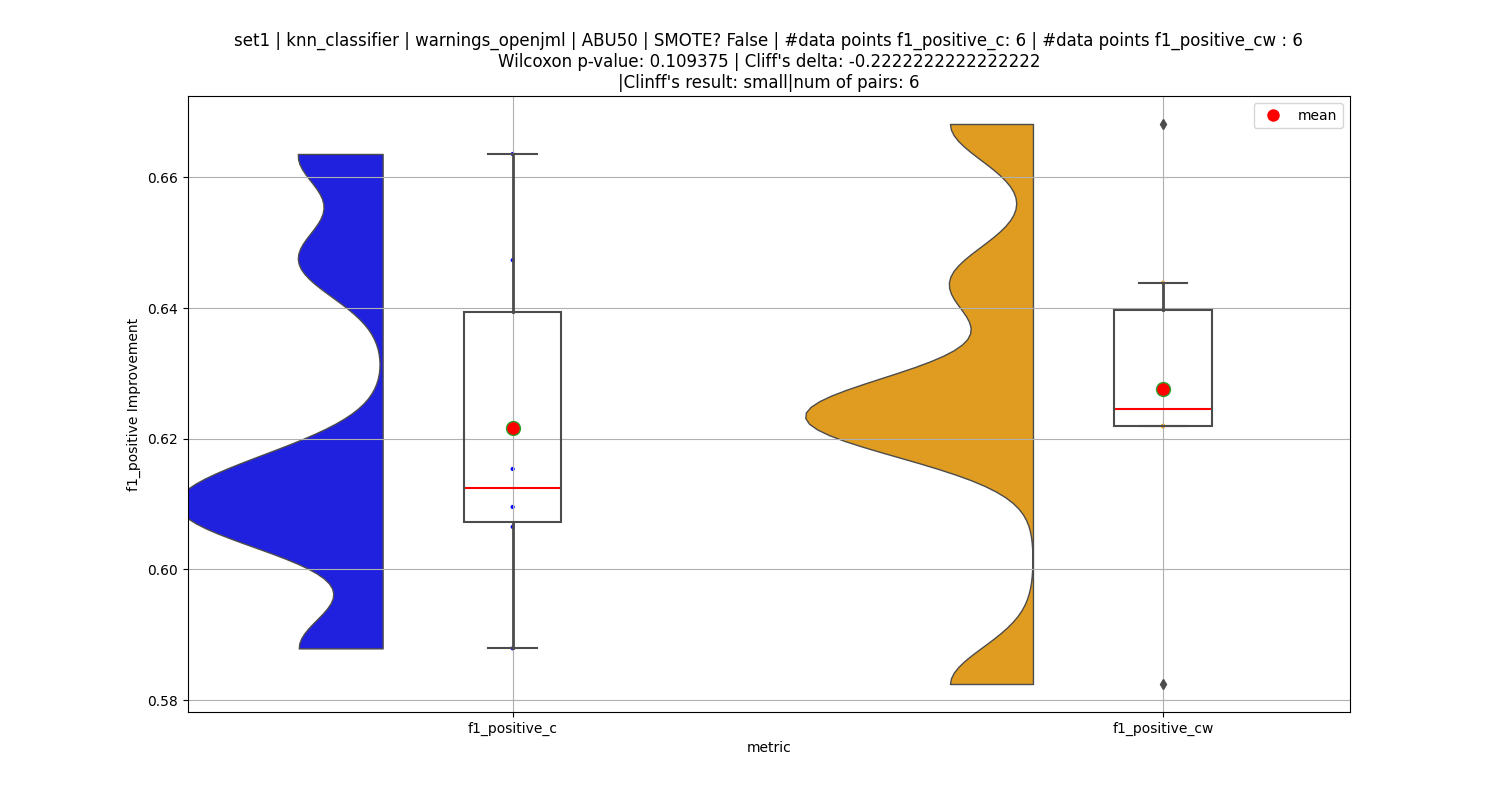 set1 | knn_classifier | warnings_openjml | ABU50 | SMOTE? False | #data points f1_positive_c: 6 | #data points f1_positive_cw : 6
Wilcoxon p-value: 0.109375 | Cliff's delta: -0.2222222222222222
|Clinff's result: small|num of pairs: 6
mean
0.66
0.64
0.62
0.60
0.58
f1_positive Improvement
f1_positive_c
f1_positive_cw
metric